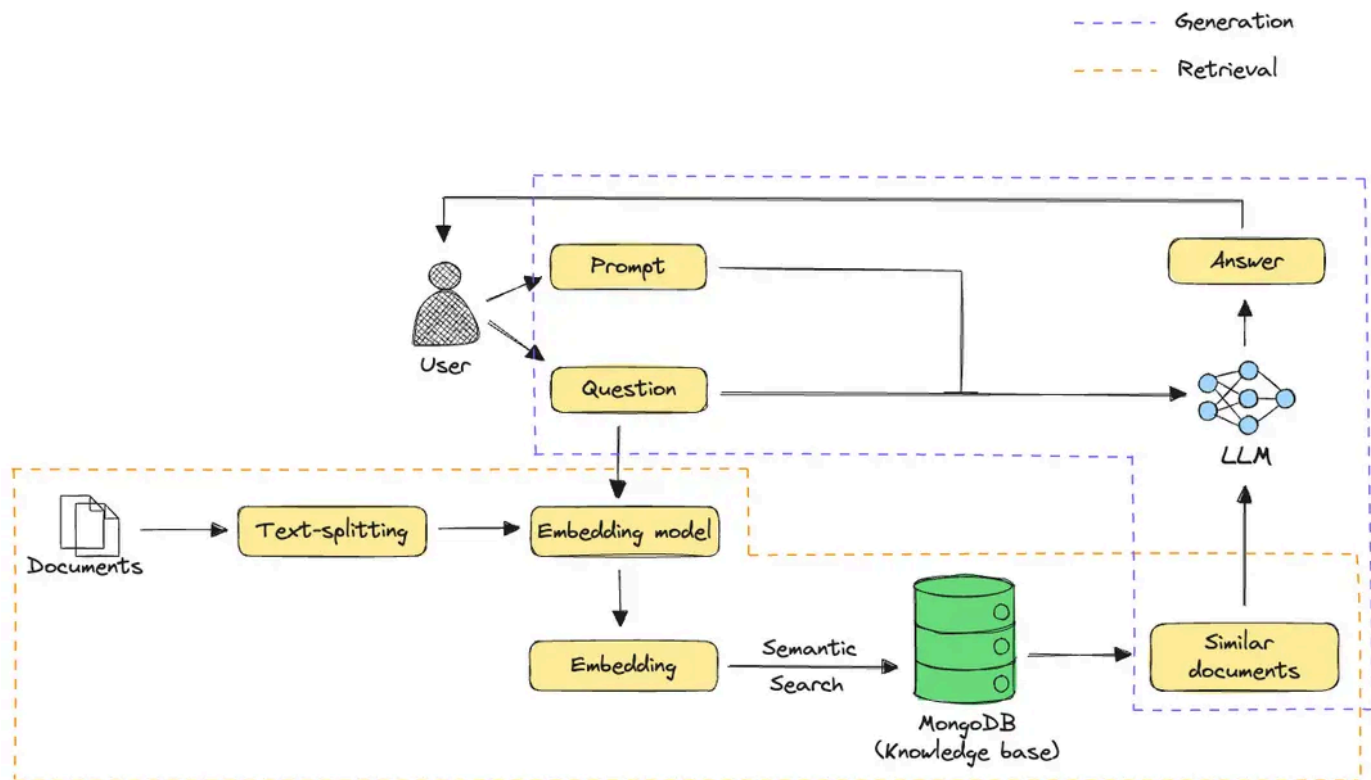 Generation
Retrieval
Prompt
Answer
User
Question
LLM
Documents
Text-splitting
Embedding model
Embedding
Semantic
Search
MongoDB
(Knowledge base)
Similar
documents